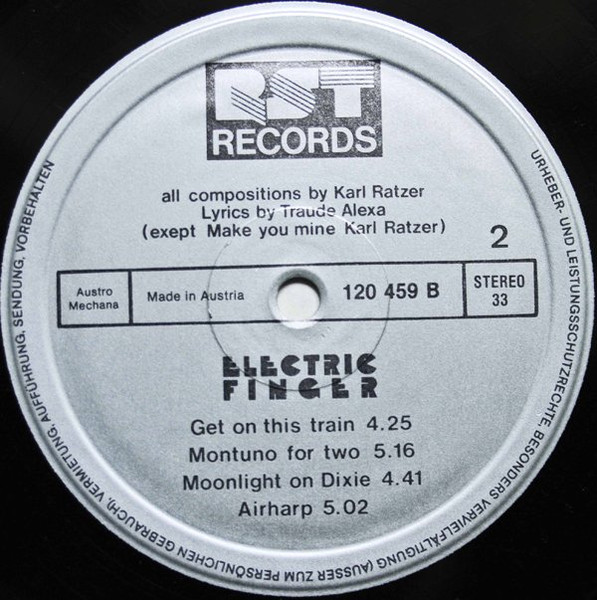 RST
RECORDS
all compositions by Karl Ratzer
Lyrics by Traude Alexa
(exept Make you mine Karl Ratzer)
2
Austro
Mechana
Made in Austria
120 459 B
STEREO
33
ELECTRIC
FINGER
Get on this train 4.25
Montuno for two 5.16
Moonlight on Dixie 4.41
Airharp 5.02
URHEBER- UND LEISTUNGSSCHUTZRECHTE, BESONDERS VERVIELFÄLTIGUNG (AUSSER ZUM PERSÖNLICHEN GEBRAUCH), VERMIETUNG, AUFFÜHRUNG, SENDUNG, VORBEHALTEN